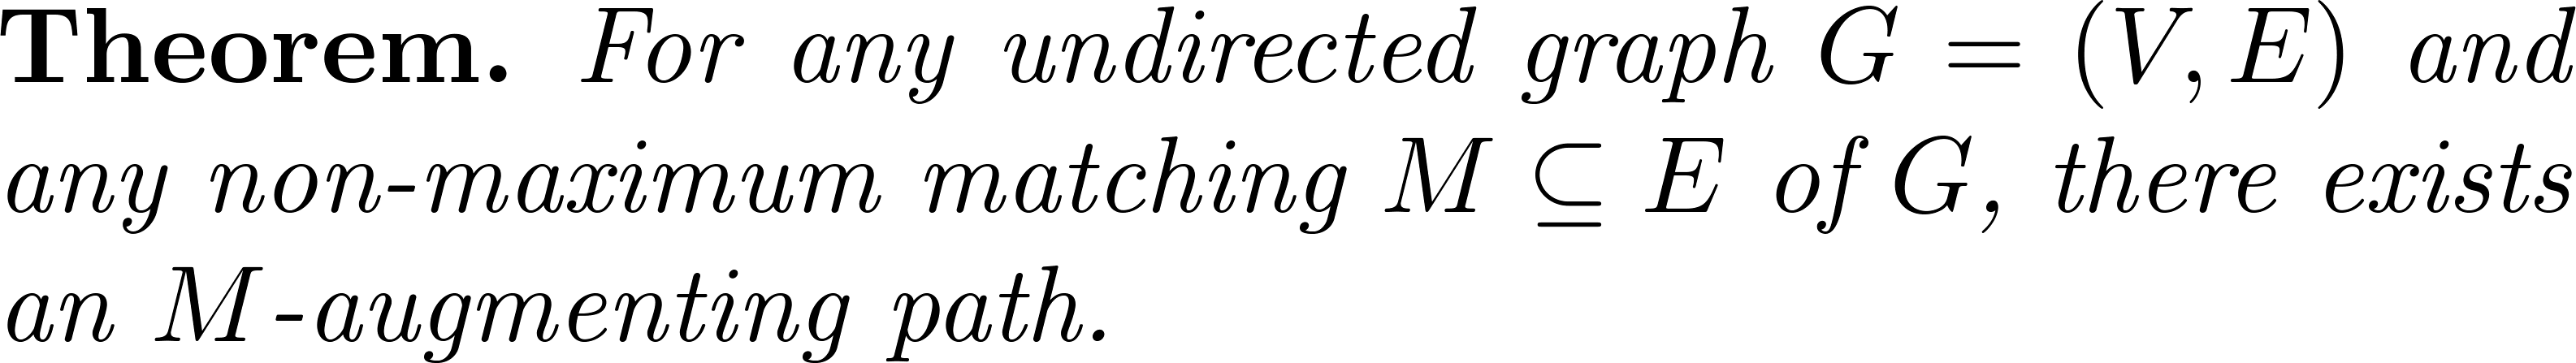 Theorem. For any undirected graph G = (V, E) and
any non-maximum matching M ⊆ E of G, there exists
an M-augmenting path.